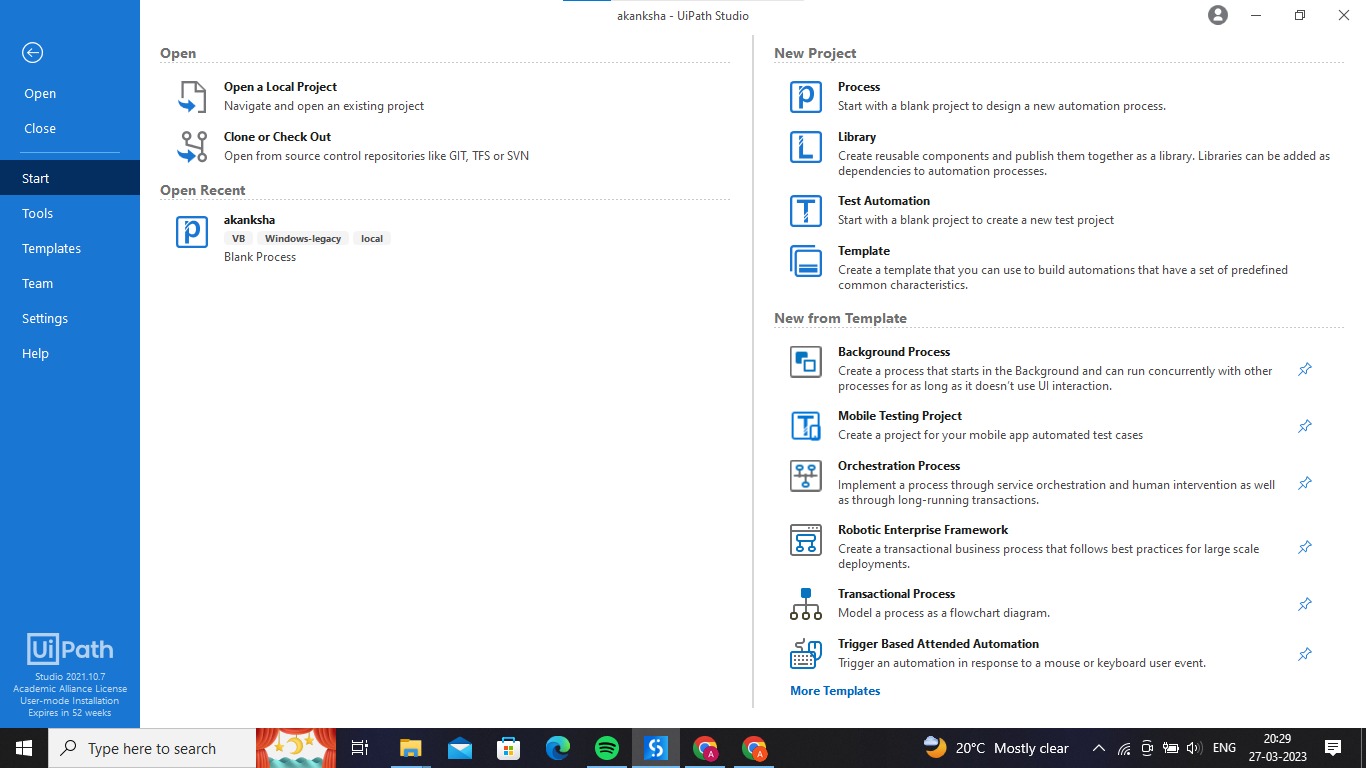 akanksha - UiPath Studio
Open
Close
Start
Tools
Templates
Team
Settings
Help
UiPath
Studio 2021.10.7
Academic Alliance License
User-mode Installation
Expires in 52 weeks
Open
Open a Local Project
Navigate and open an existing project
Clone or Check Out
Open from source control repositories like GIT, TFS or SVN
Open Recent
akanksha
VB Windows-legacy local
Blank Process
New Project
Process
Start with a blank project to design a new automation process.
Library
Create reusable components and publish them together as a library. Libraries can be added as
dependencies to automation processes.
Test Automation
Start with a blank project to create a new test project
Template
Create a template that you can use to build automations that have a set of predefined
common characteristics.
New from Template
Background Process
Create a process that starts in the Background and can run concurrently with other
processes for as long as it doesn't use UI interaction.
Mobile Testing Project
Create a project for your mobile app automated test cases
Orchestration Process
Implement a process through service orchestration and human intervention as well
as through long-running transactions.
Robotic Enterprise Framework
Create a transactional business process that follows best practices for large scale
deployments.
Transactional Process
Model a process as a flowchart diagram.
Trigger Based Attended Automation
Trigger an automation in response to a mouse or keyboard user event.
More Templates
Type here to search
20°C Mostly clear
ENG
20:29
27-03-2023